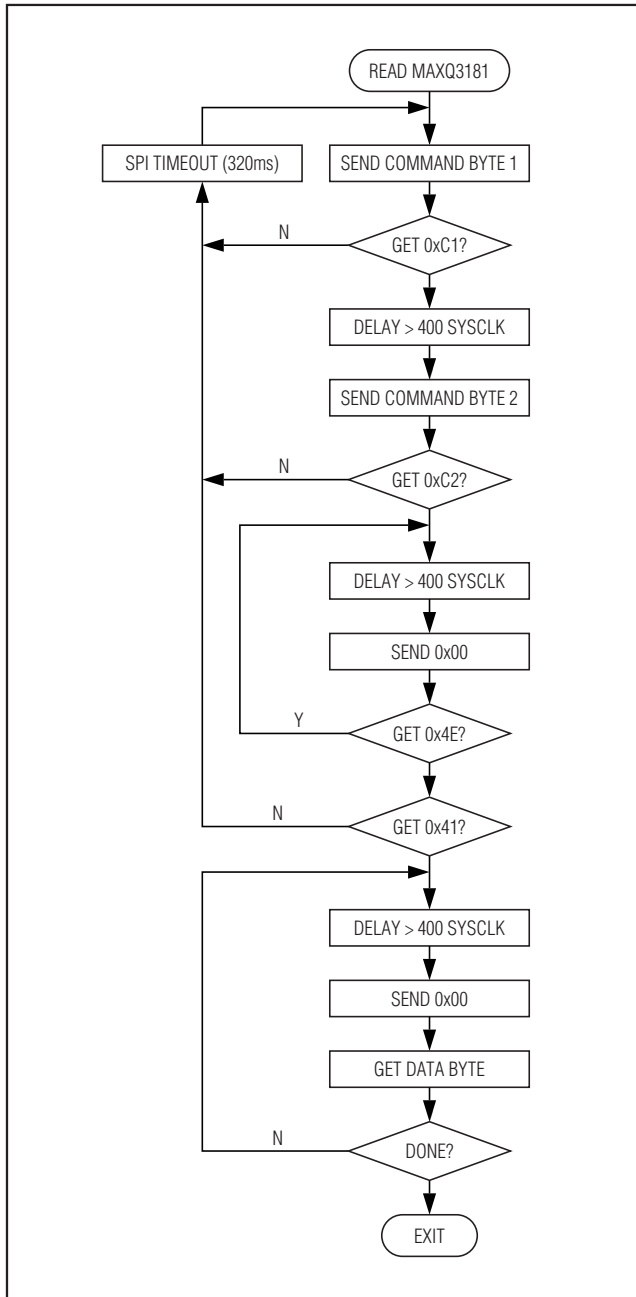 READ MAXQ3181
SPI TIMEOUT (320ms)
SEND COMMAND BYTE 1
N
GET 0xC1?
DELAY > 400 SYSCLK
SEND COMMAND BYTE 2
N
GET 0xC2?
DELAY > 400 SYSCLK
SEND 0x00
Y
GET 0x4E?
N
GET 0x41?
DELAY > 400 SYSCLK
SEND 0x00
GET DATA BYTE
N
DONE?
EXIT